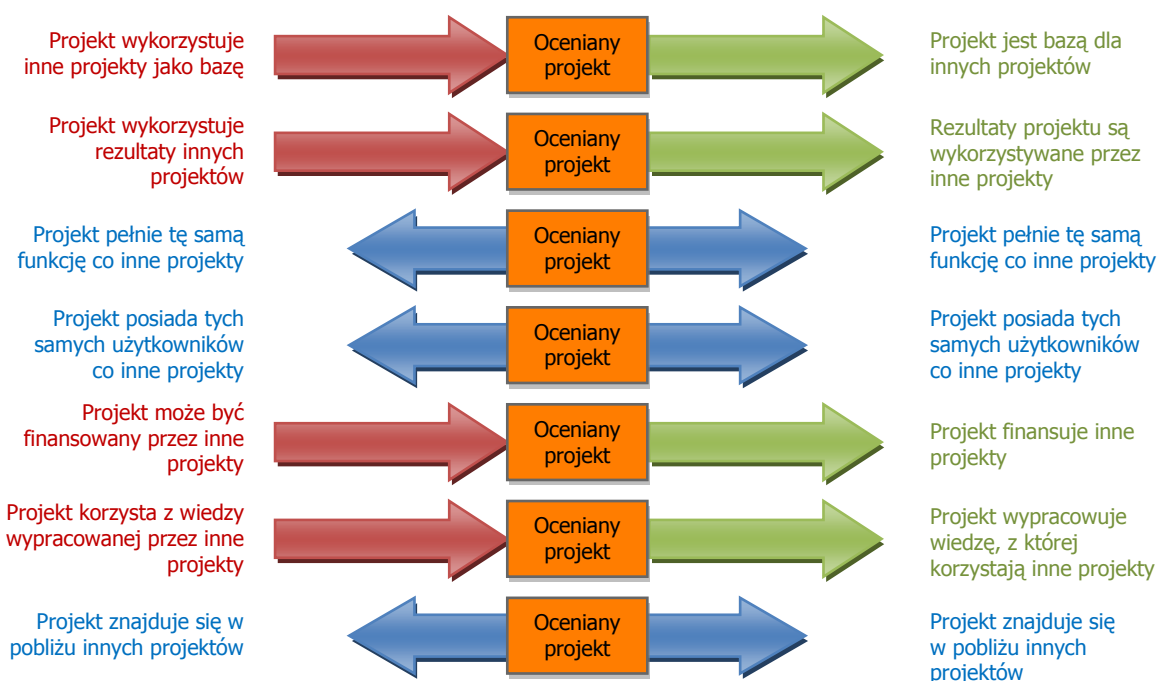 Projekt wykorzystuje
inne projekty jako bazę
Oceniany
projekt
Projekt jest bazą dla
innych projektów
Projekt wykorzystuje
rezultaty innych
projektów
Oceniany
projekt
Rezultaty projektu są
wykorzystywane przez
inne projekty
Projekt pełnie tę samą
funkcję co inne projekty
Oceniany
projekt
Projekt pełnie tę samą
funkcję co inne projekty
Projekt posiada tych
samych użytkowników
co inne projekty
Oceniany
projekt
Projekt posiada tych
samych użytkowników
co inne projekty
Projekt może być
finansowany przez inne
projekty
Oceniany
projekt
Projekt finansuje inne
projekty
Projekt korzysta z wiedzy
wypracowanej przez inne
projekty
Oceniany
projekt
Projekt wypracowuje
wiedzę, z której
korzystają inne projekty
Projekt znajduje się w
pobliżu innych projektów
Oceniany
projekt
Projekt znajduje się
w pobliżu innych
projektów